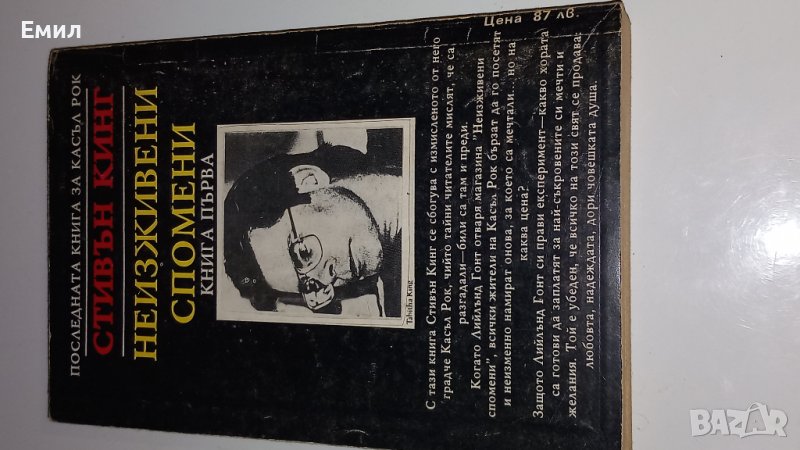 Емил
ПОСЛЕДНАТА КНИГА ЗА КАСЪЛ РОК
СТИВЪН КИНГ
НЕИЗЖИВЕНИ
СПОМЕНИ
КНИГА ПЪРВА
Tabitha King
С тази книга Стивън Кинг се сбогува с измисленото от него
градче Касъл Рок, чийто тайни читателите мислят, че са
разгадали—били са там и преди.
Когато Лийлънд Гонт отваря магазина "Неизживени
спомени", всички жители на Касъл Рок бързат да го посетят
и неизменно намират онова, за което са мечтали... но на
каква цена?
Защото Лийлънд Гонт си прави експеримент—какво хората
са готови да заплатят за най-съкровените си мечти и
желания. Той е убеден, че всичко на този свят се продава:
любовта, надеждата, дори човешката душа.
Цена 87 лв.
BAZAR